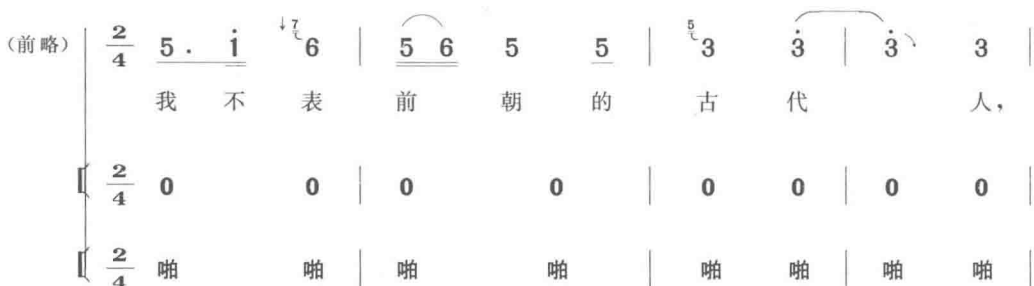 (前略) 2/4 5. i ↓7 6 | 5 6 5 5 | 5 3 3 | 3 3 |
我 不 表 前 朝 的 古 代 人,
2/4 0 0 | 0 0 | 0 0 | 0 0 |
2/4 啪 啪 | 啪 啪 | 啪 啪 | 啪 啪 |